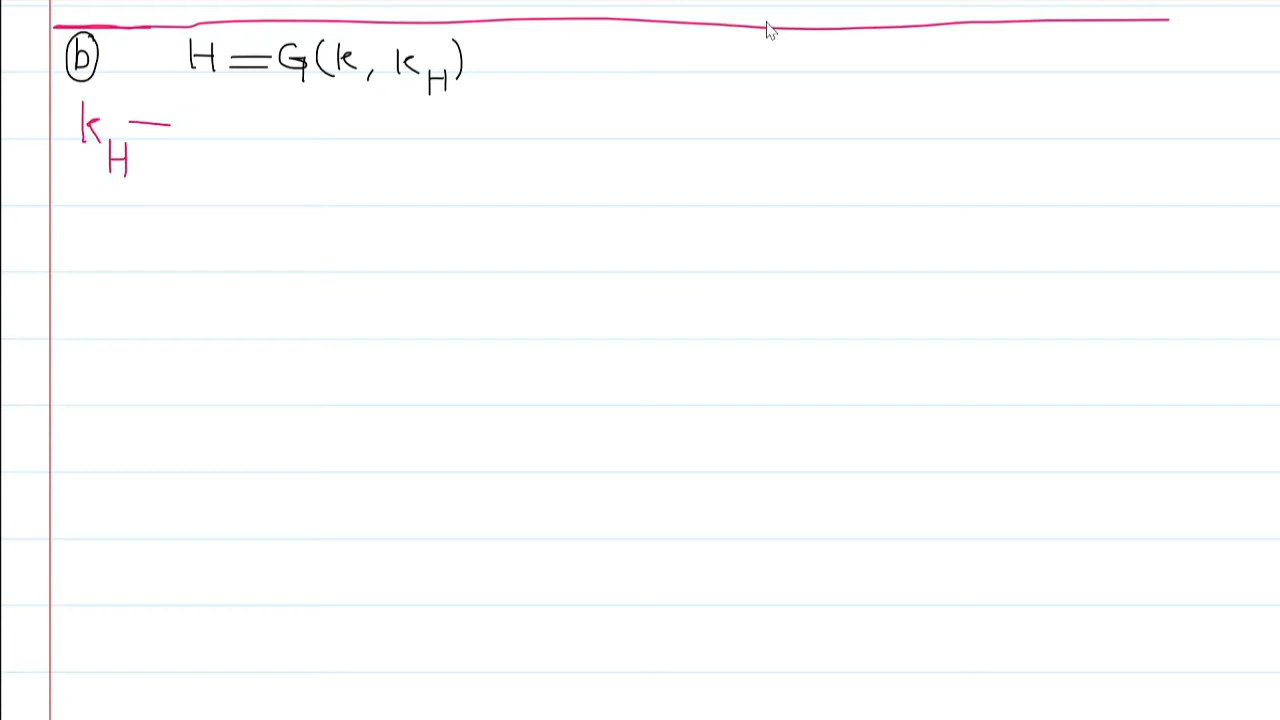 ⓑ H = G(K, K_H)
K_H —